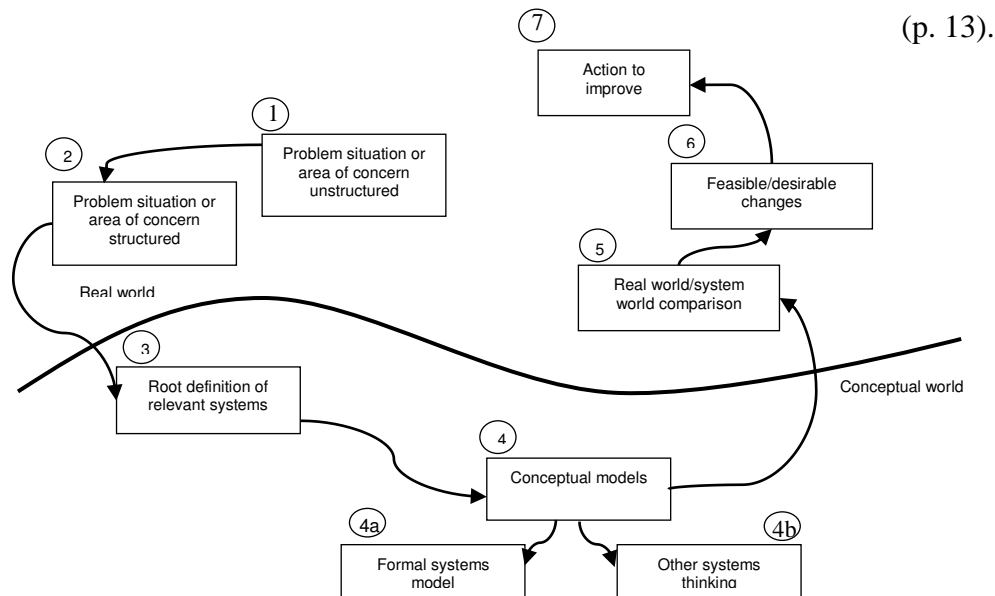 (p. 13).
7
Action to
improve
1
2
Problem situation or
area of concern
unstructured
6
Problem situation or
area of concern
structured
Feasible/desirable
changes
5
Real world/system
world comparison
Real world
3
Root definition of
relevant systems
Conceptual world
4
Conceptual models
4a
4b
Formal systems
model
Other systems
thinking